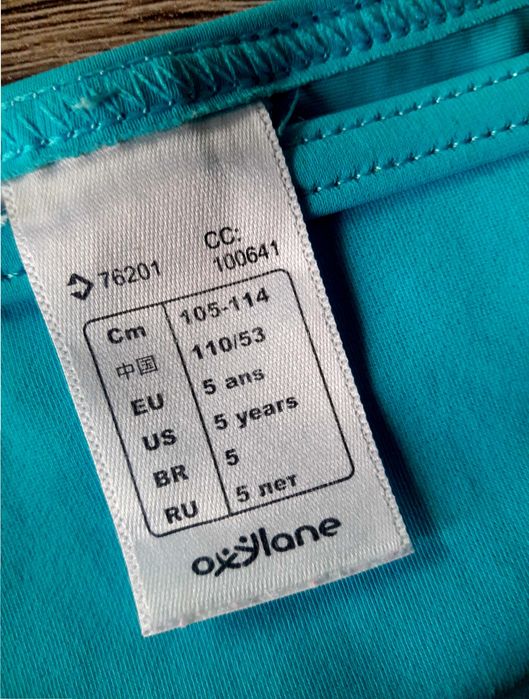 76201 CC: 100641
Cm 105-114
中国 110/53
EU 5 ans
US 5 years
BR 5
RU 5 лет
oxylane